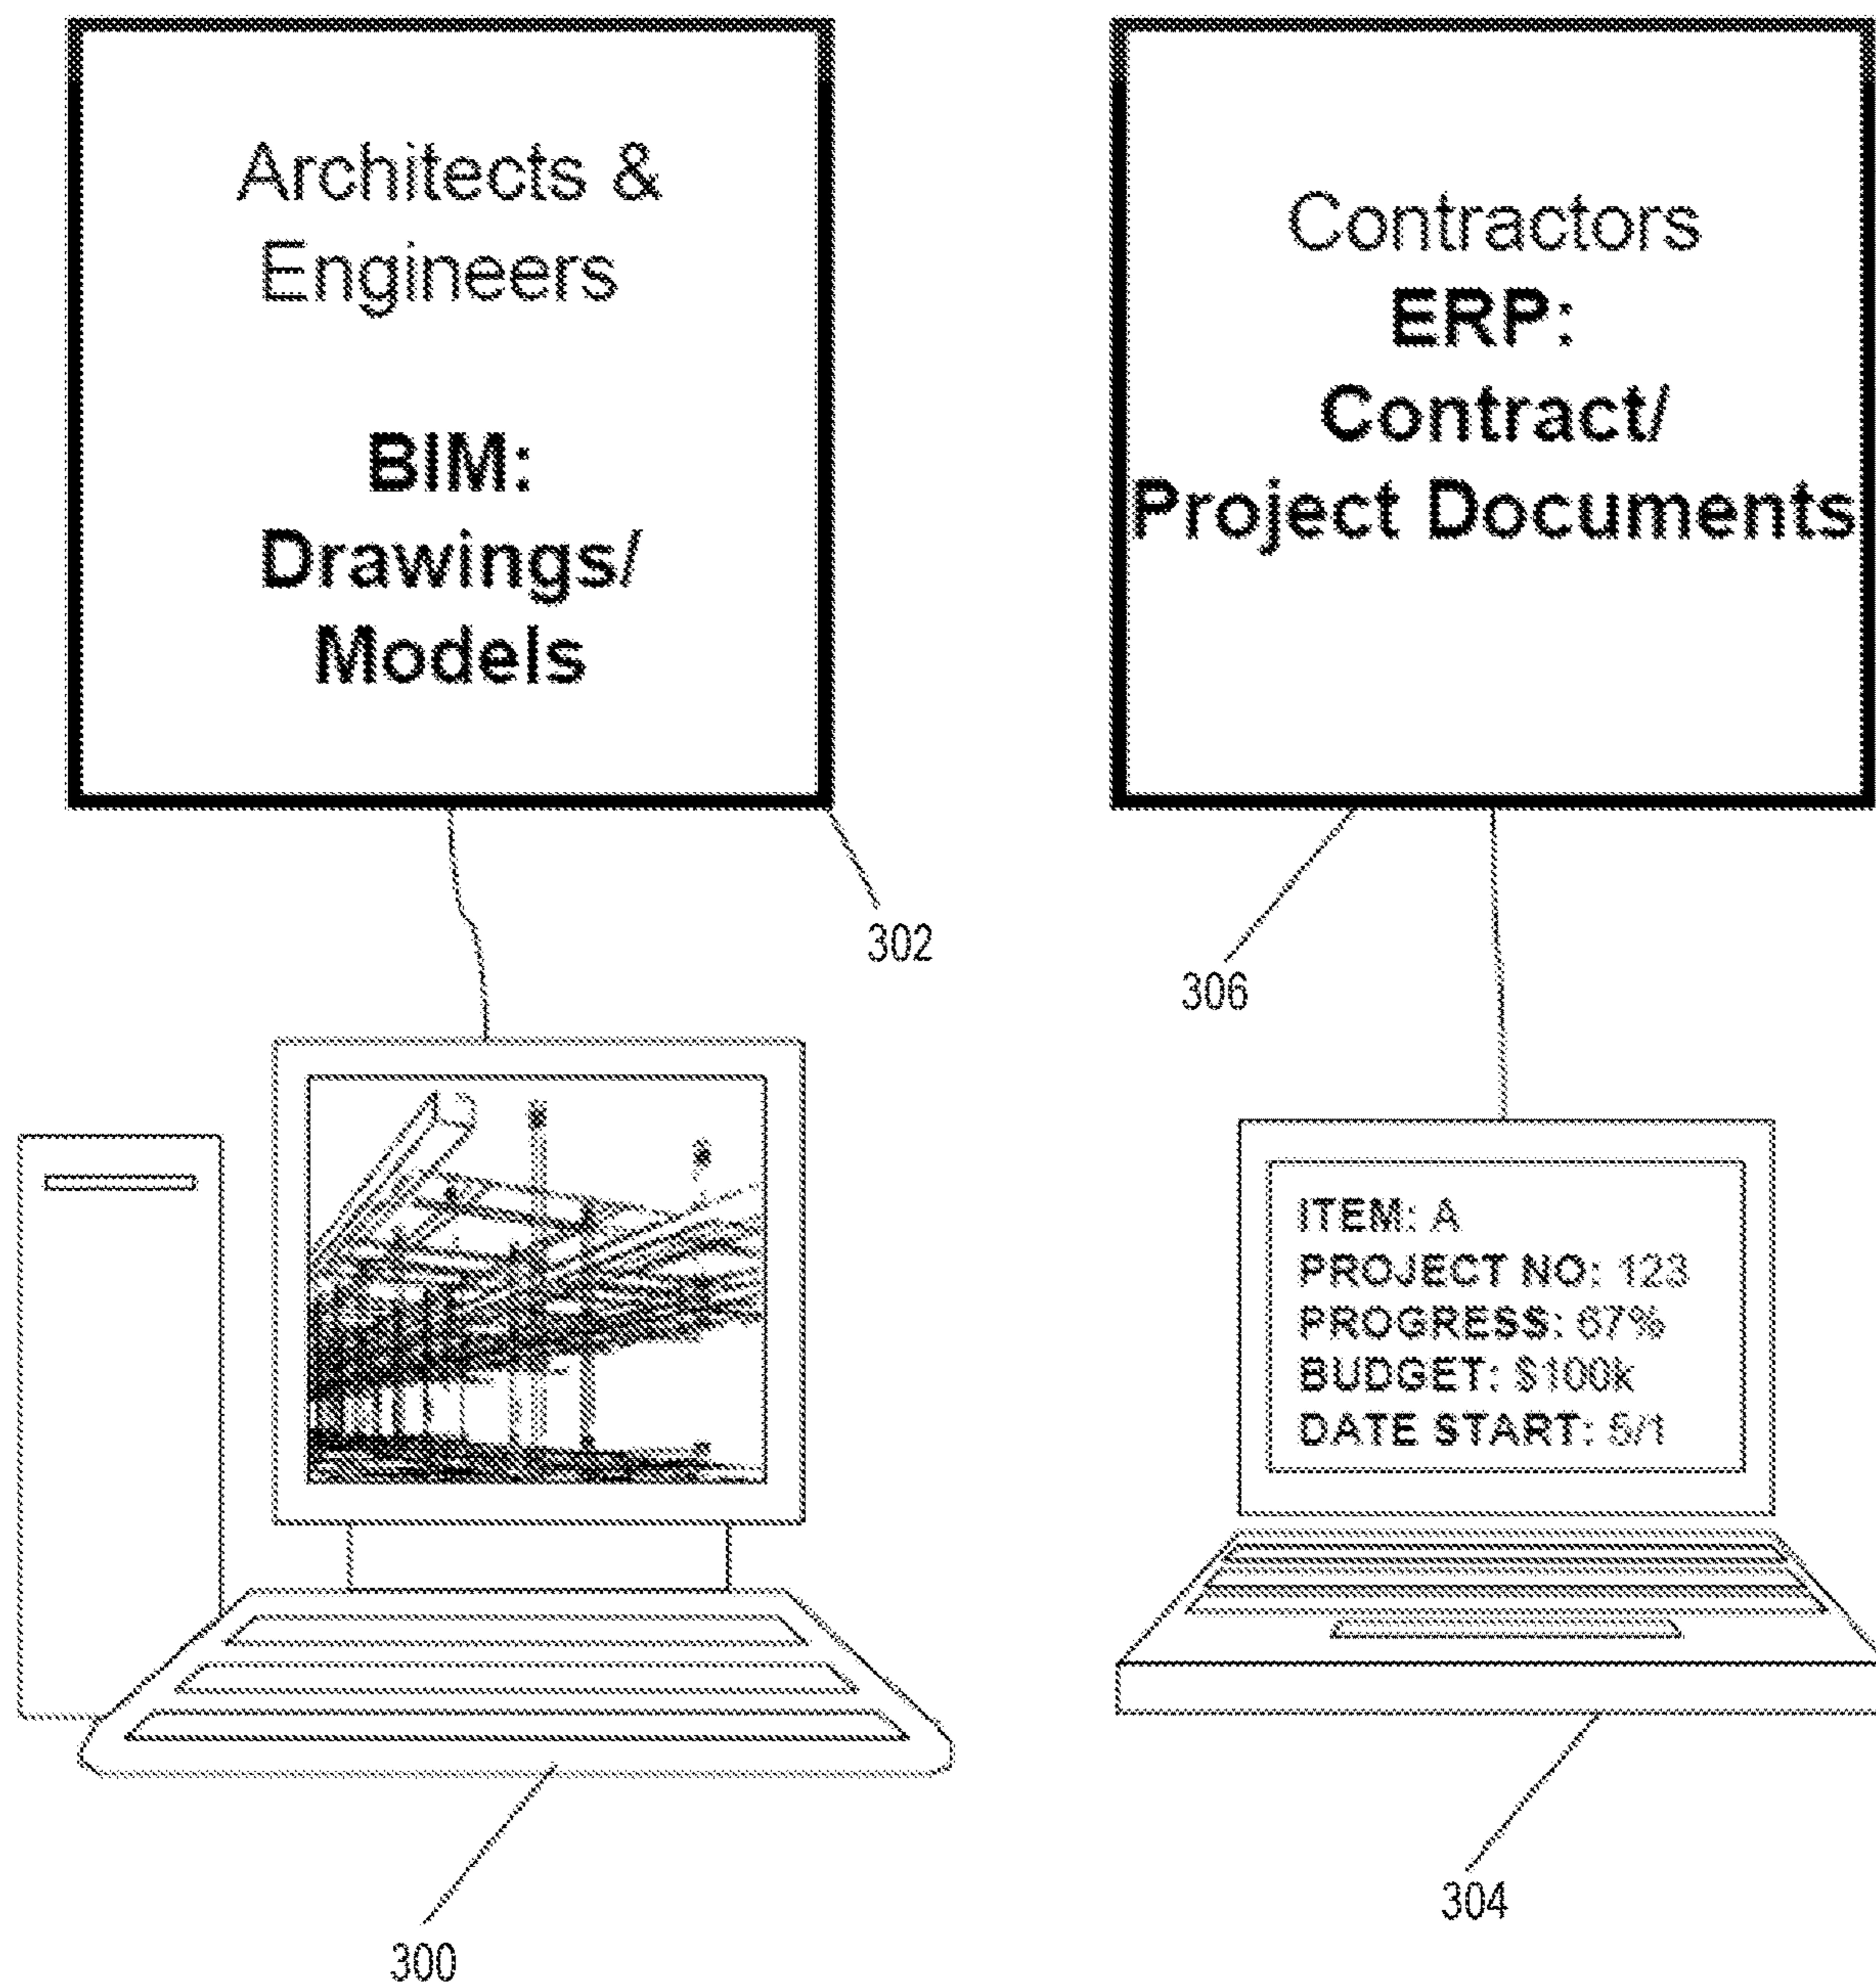 Architects &
Engineers
BIM:
Drawings/
Models
302
Contractors
ERP:
Contract/
Project Documents
306
300
ITEM: A
PROJECT NO: 123
PROGRESS: 67%
BUDGET: $100k
DATE START: 5/1
304